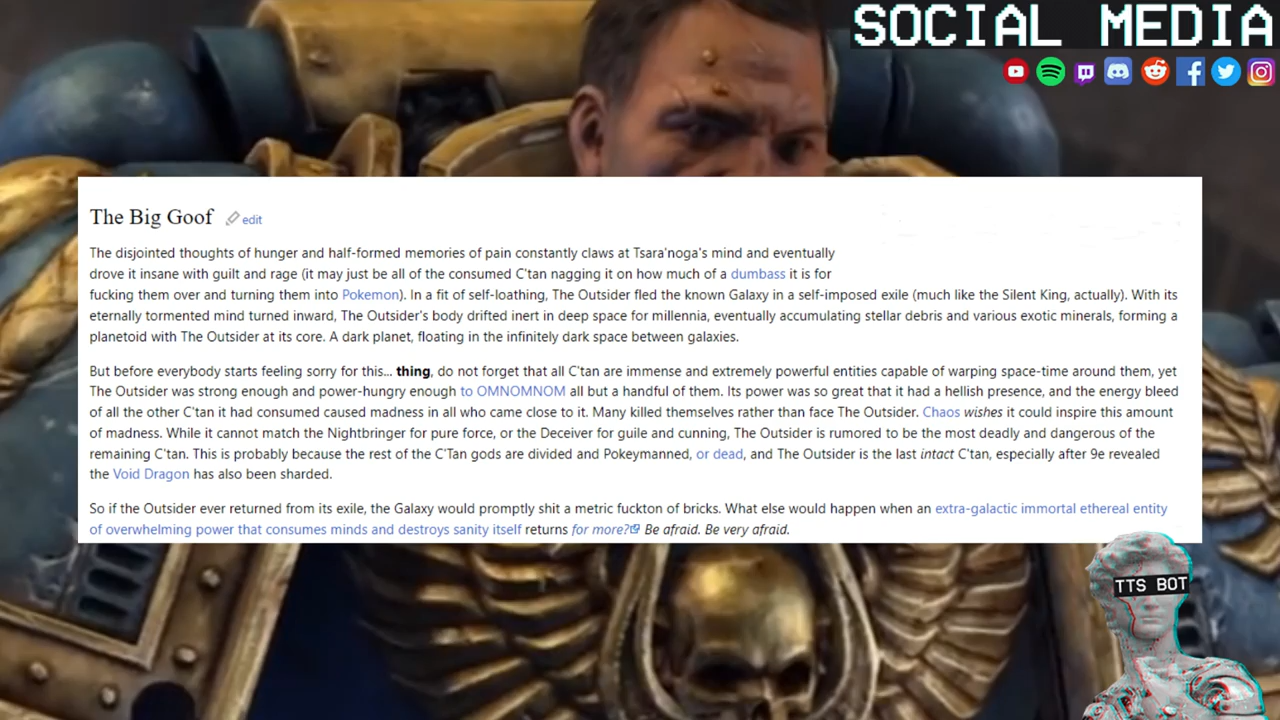 SOCIAL MEDIA
The Big Goof edit
The disjointed thoughts of hunger and half-formed memories of pain constantly claws at Tsara'noga's mind and eventually
drove it insane with guilt and rage (it may just be all of the consumed C'tan nagging it on how much of a dumbass it is for
fucking them over and turning them into Pokemon). In a fit of self-loathing, The Outsider fled the known Galaxy in a self-imposed exile (much like the Silent King, actually). With its
eternally tormented mind turned inward, The Outsider's body drifted inert in deep space for millennia, eventually accumulating stellar debris and various exotic minerals, forming a
planetoid with The Outsider at its core. A dark planet, floating in the infinitely dark space between galaxies.
But before everybody starts feeling sorry for this... thing, do not forget that all C'tan are immense and extremely powerful entities capable of warping space-time around them, yet
The Outsider was strong enough and power-hungry enough to OMNOMNOM all but a handful of them. Its power was so great that it had a hellish presence, and the energy bleed
of all the other C'tan it had consumed caused madness in all who came close to it. Many killed themselves rather than face The Outsider. Chaos wishes it could inspire this amount
of madness. While it cannot match the Nightbringer for pure force, or the Deceiver for guile and cunning, The Outsider is rumored to be the most deadly and dangerous of the
remaining C'tan. This is probably because the rest of the C'Tan gods are divided and Pokeymanned, or dead, and The Outsider is the last intact C'tan, especially after 9e revealed
the Void Dragon has also been sharded.
So if the Outsider ever returned from its exile, the Galaxy would promptly shit a metric fuckton of bricks. What else would happen when an extra-galactic immortal ethereal entity
of overwhelming power that consumes minds and destroys sanity itself returns for more? Be afraid. Be very afraid.
TTS BOT